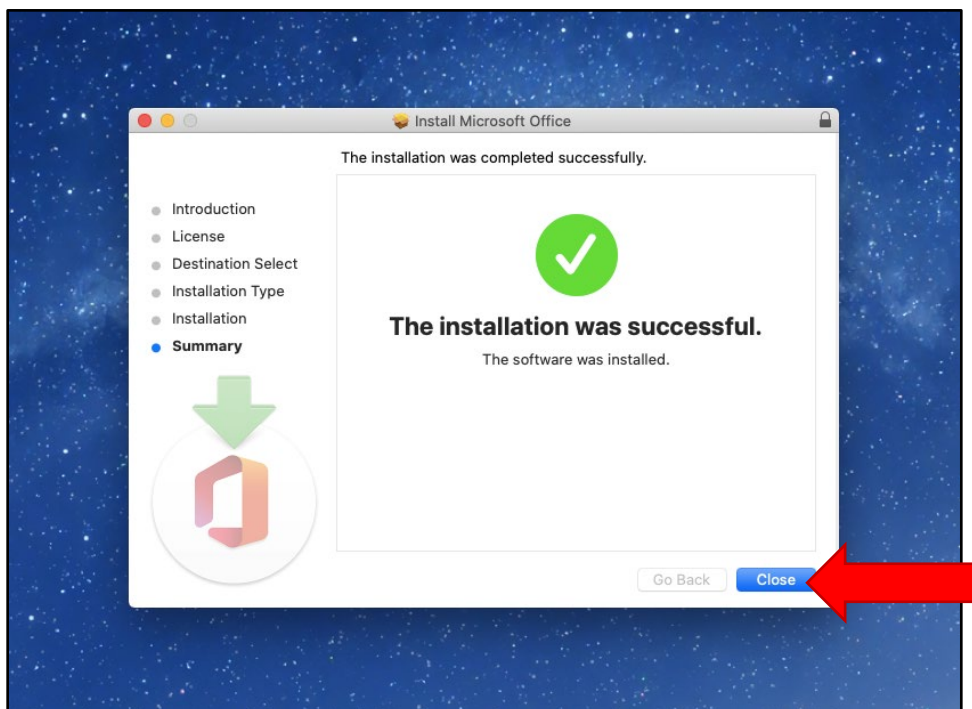 Install Microsoft Office
The installation was completed successfully.
Introduction
License
Destination Select
Installation Type
Installation
Summary
The installation was successful.
The software was installed.
Go Back
Close